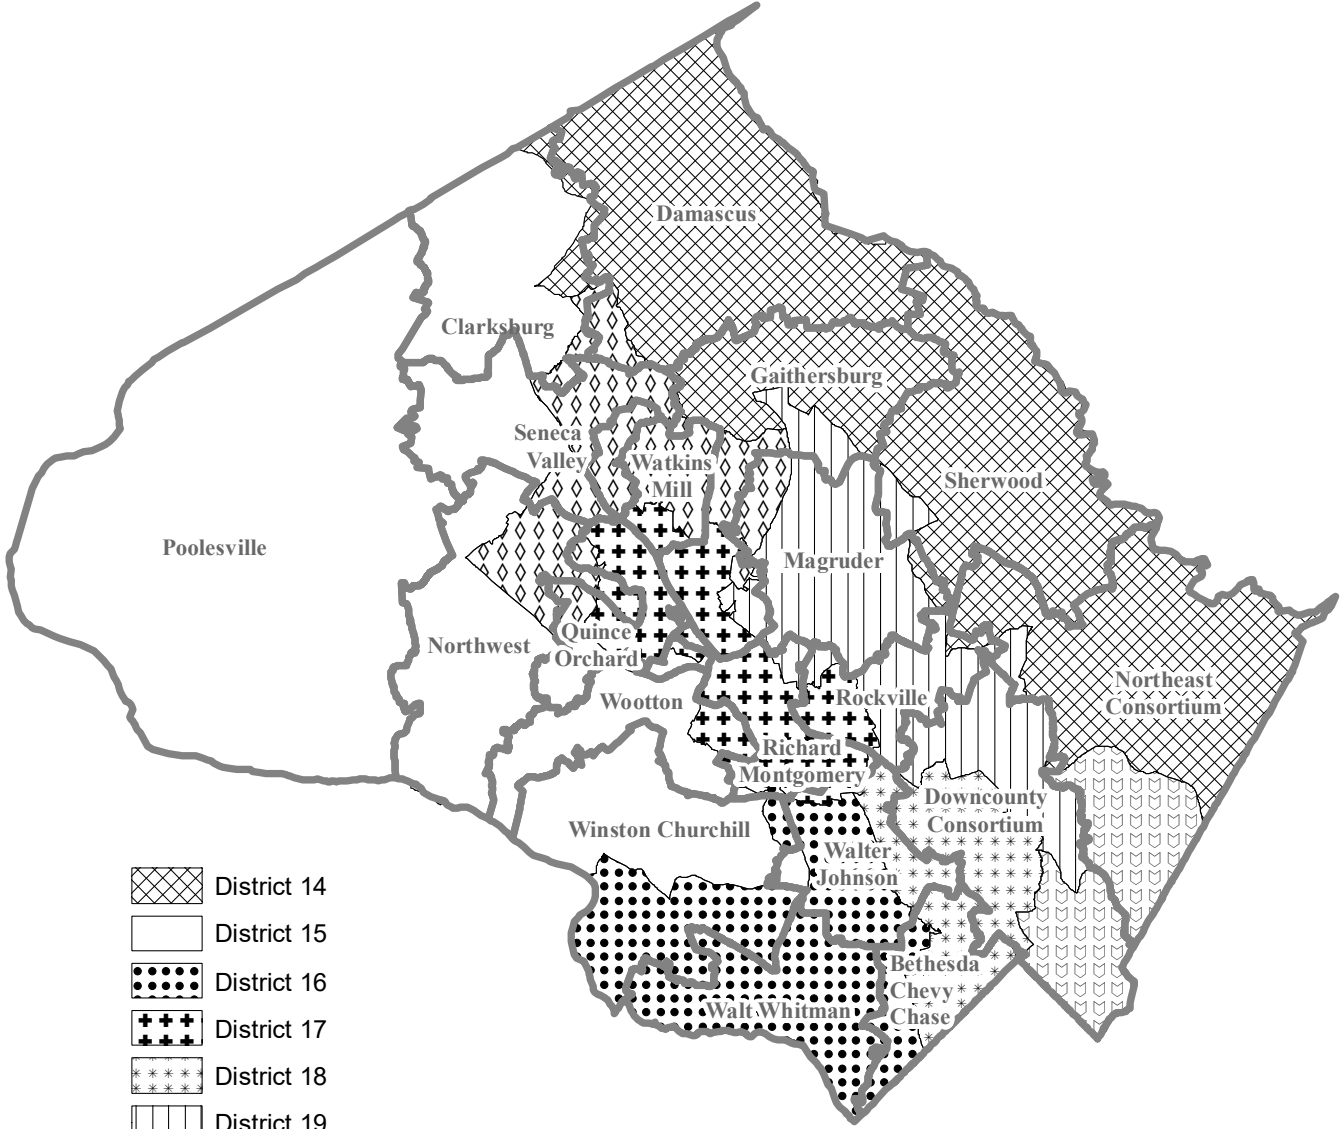 Damascus
Clarksburg
Gaithersburg
Seneca
Valley
Watkins
Mill
Sherwood
Poolesville
Magruder
Quince
Orchard
Northwest
Northeast
Consortium
Wootton
Rockville
Richard
Montgomery
Downcounty
Consortium
Winston Churchill
Walter
Johnson
Bethesda
Chevy
Chase
Walt Whitman
District 14
District 15
District 16
District 17
District 18
District 19